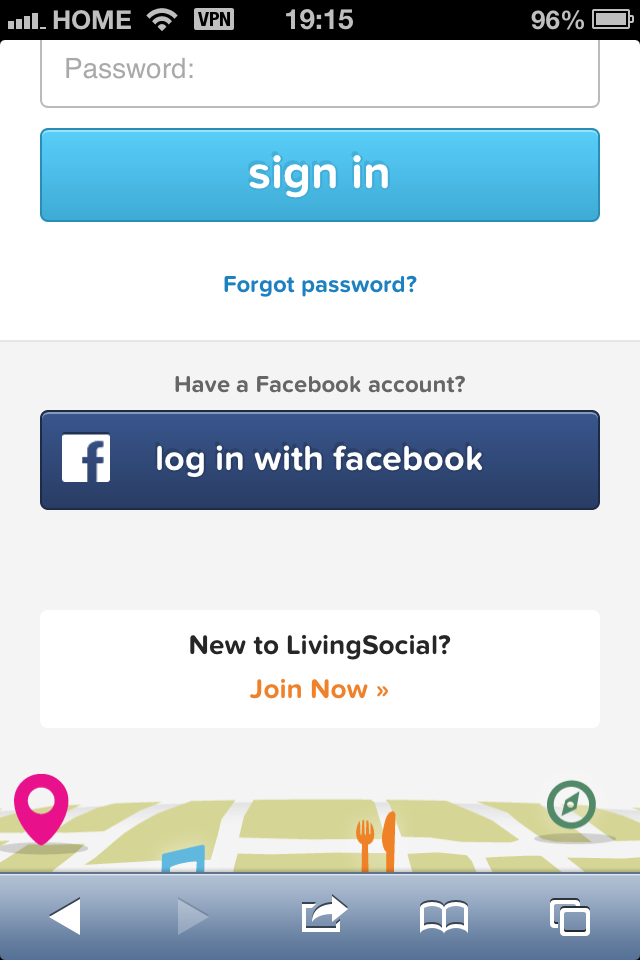 HOME VPN 19:15 96%
Password:
sign in
Forgot password?
Have a Facebook account?
f log in with facebook
New to LivingSocial?
Join Now »